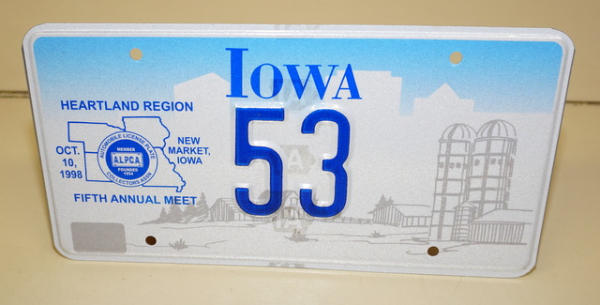 IOWA
HEARTLAND REGION
OCT.
10,
1998
AUTOMOBILE LICENSE PLATE
MEMBER
ALPCA
FOUNDED
1954
COLLECTORS ASSN
NEW
MARKET,
IOWA
FIFTH ANNUAL MEET
53